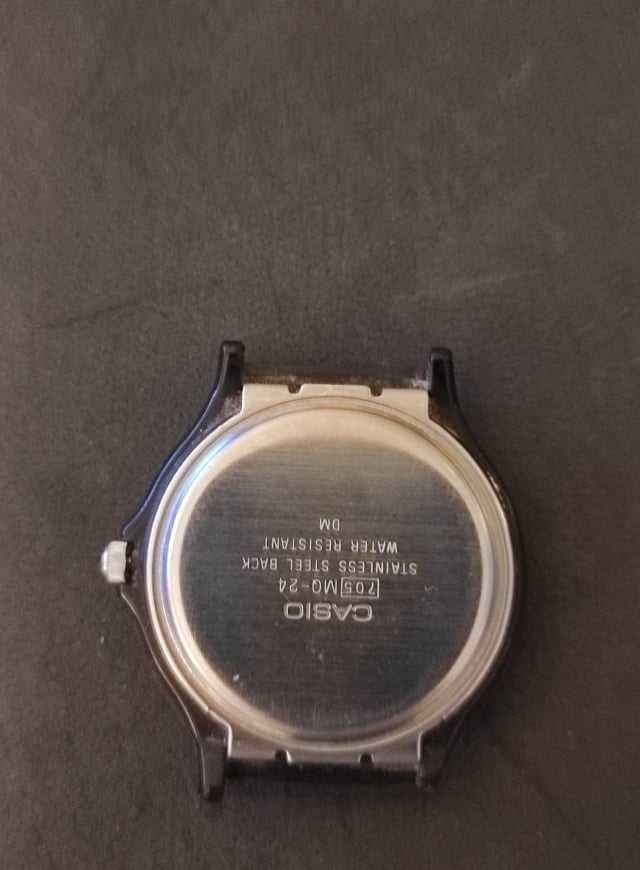 CASIO
705 MQ-24
STAINLESS STEEL BACK
WATER RESISTANT
DM